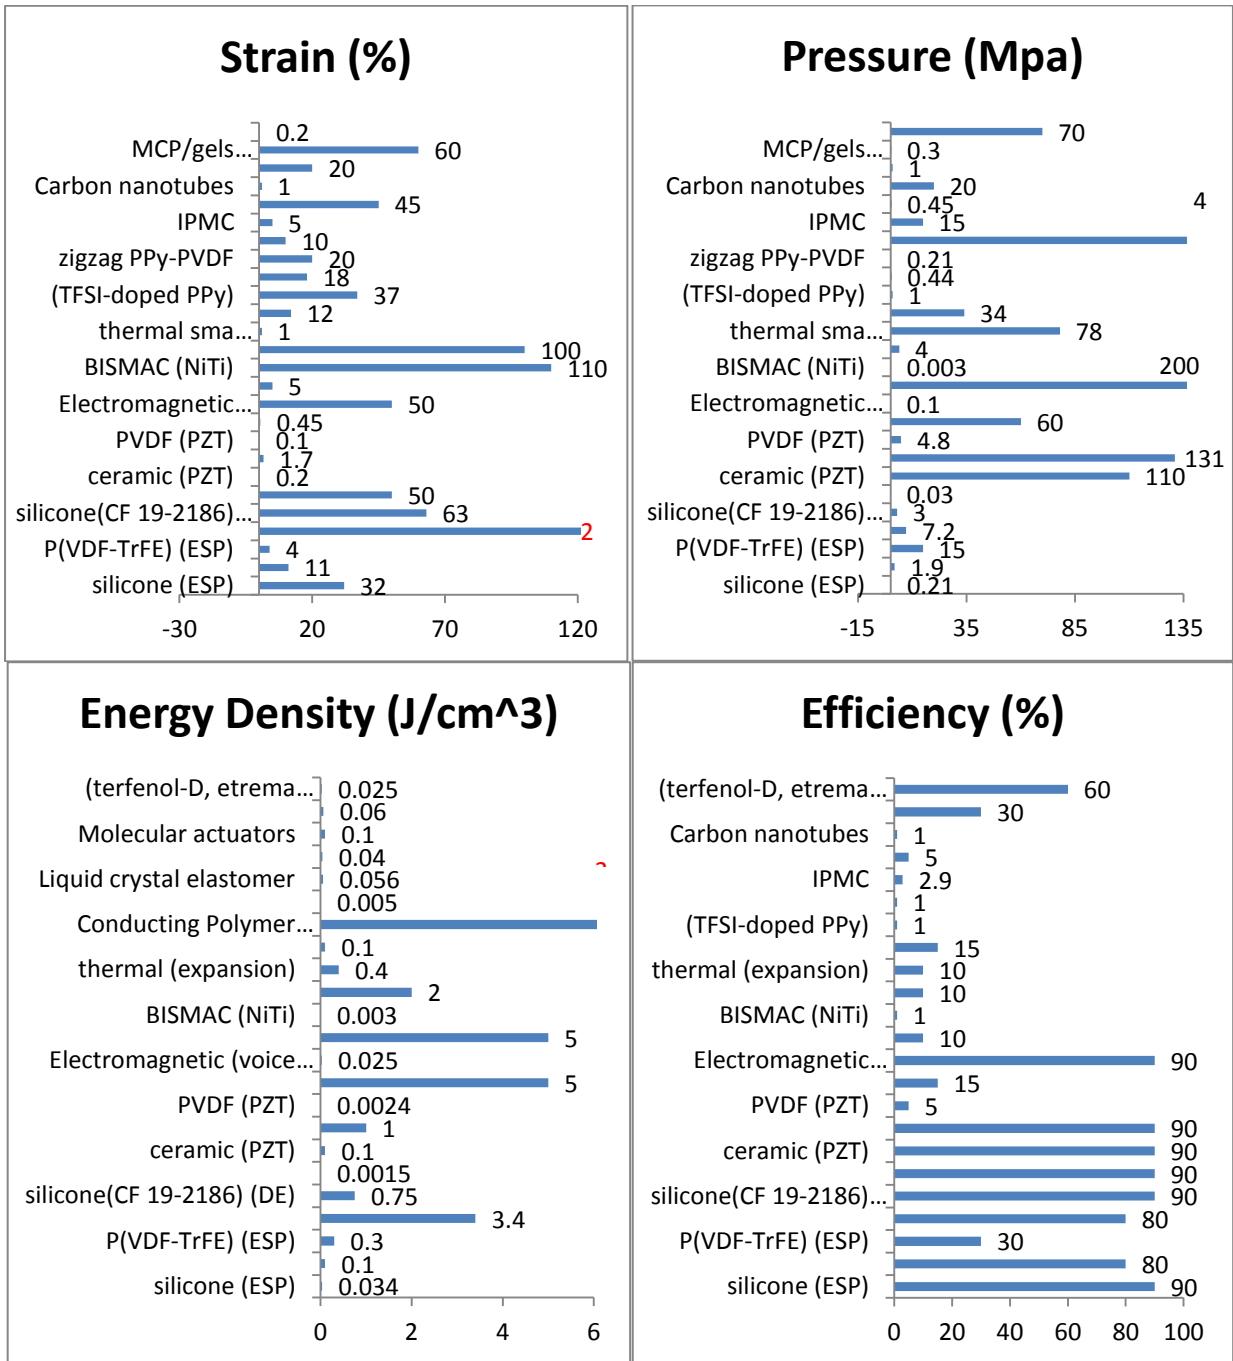 Strain (%)
0.2
MCP/gels... 60
20
Carbon nanotubes 1
45
IPMC 5
10
zigzag PPy-PVDF 20
18
(TFSI-doped PPy) 37
12
thermal sma... 1
100
BISMAC (NiTi) 110
5
Electromagnetic... 50
0.45
PVDF (PZT) 0.1
1.7
ceramic (PZT) 0.2
50
silicone(CF 19-2186)... 63
2
P(VDF-TrFE) (ESP) 4
11
silicone (ESP) 32
-30 20 70 120
Pressure (Mpa)
70
MCP/gels... 0.3
1
Carbon nanotubes 20
0.45 4
IPMC 15
zigzag PPy-PVDF 0.21
0.44
(TFSI-doped PPy) 1
34
thermal sma... 78
4
BISMAC (NiTi) 0.003 200
Electromagnetic... 0.1
60
PVDF (PZT) 4.8
131
ceramic (PZT) 110
0.03
silicone(CF 19-2186)... 3
7.2
P(VDF-TrFE) (ESP) 15
1.9
silicone (ESP) 0.21
-15 35 85 135
Energy Density (J/cm^3)
(terfenol-D, etrema... 0.025
0.06
Molecular actuators 0.1
0.04
Liquid crystal elastomer 0.056
0.005
Conducting Polymer...
0.1
thermal (expansion) 0.4
2
BISMAC (NiTi) 0.003
5
Electromagnetic (voice... 0.025
5
PVDF (PZT) 0.0024
1
ceramic (PZT) 0.1
0.0015
silicone(CF 19-2186) (DE) 0.75
3.4
P(VDF-TrFE) (ESP) 0.3
0.1
silicone (ESP) 0.034
0 2 4 6
Efficiency (%)
(terfenol-D, etrema... 60
30
Carbon nanotubes 1
5
IPMC 2.9
1
(TFSI-doped PPy) 1
15
thermal (expansion) 10
10
BISMAC (NiTi) 1
10
Electromagnetic... 90
15
PVDF (PZT) 5
90
ceramic (PZT) 90
90
silicone(CF 19-2186)... 90
80
P(VDF-TrFE) (ESP) 30
80
silicone (ESP) 90
0 20 40 60 80 100